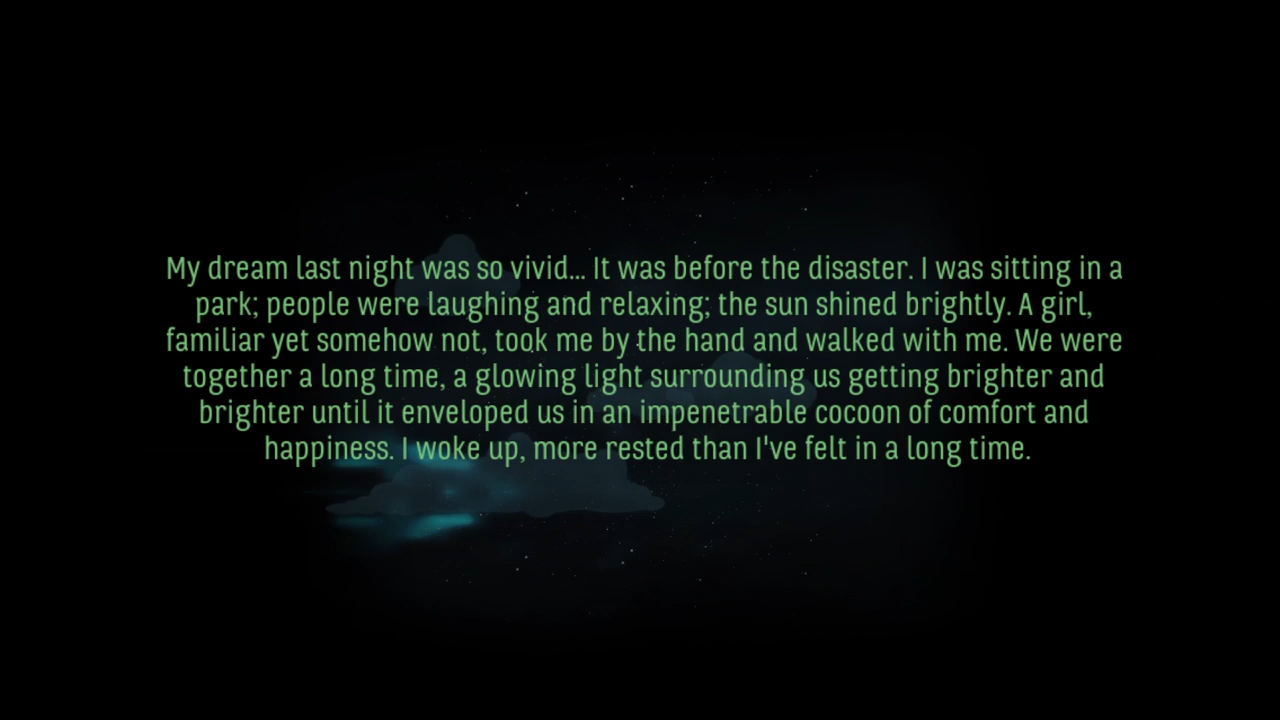 My dream last night was so vivid... It was before the disaster. I was sitting in a
park; people were laughing and relaxing; the sun shined brightly. A girl,
familiar yet somehow not, took me by the hand and walked with me. We were
together a long time, a glowing light surrounding us getting brighter and
brighter until it enveloped us in an impenetrable cocoon of comfort and
happiness. I woke up, more rested than I've felt in a long time.